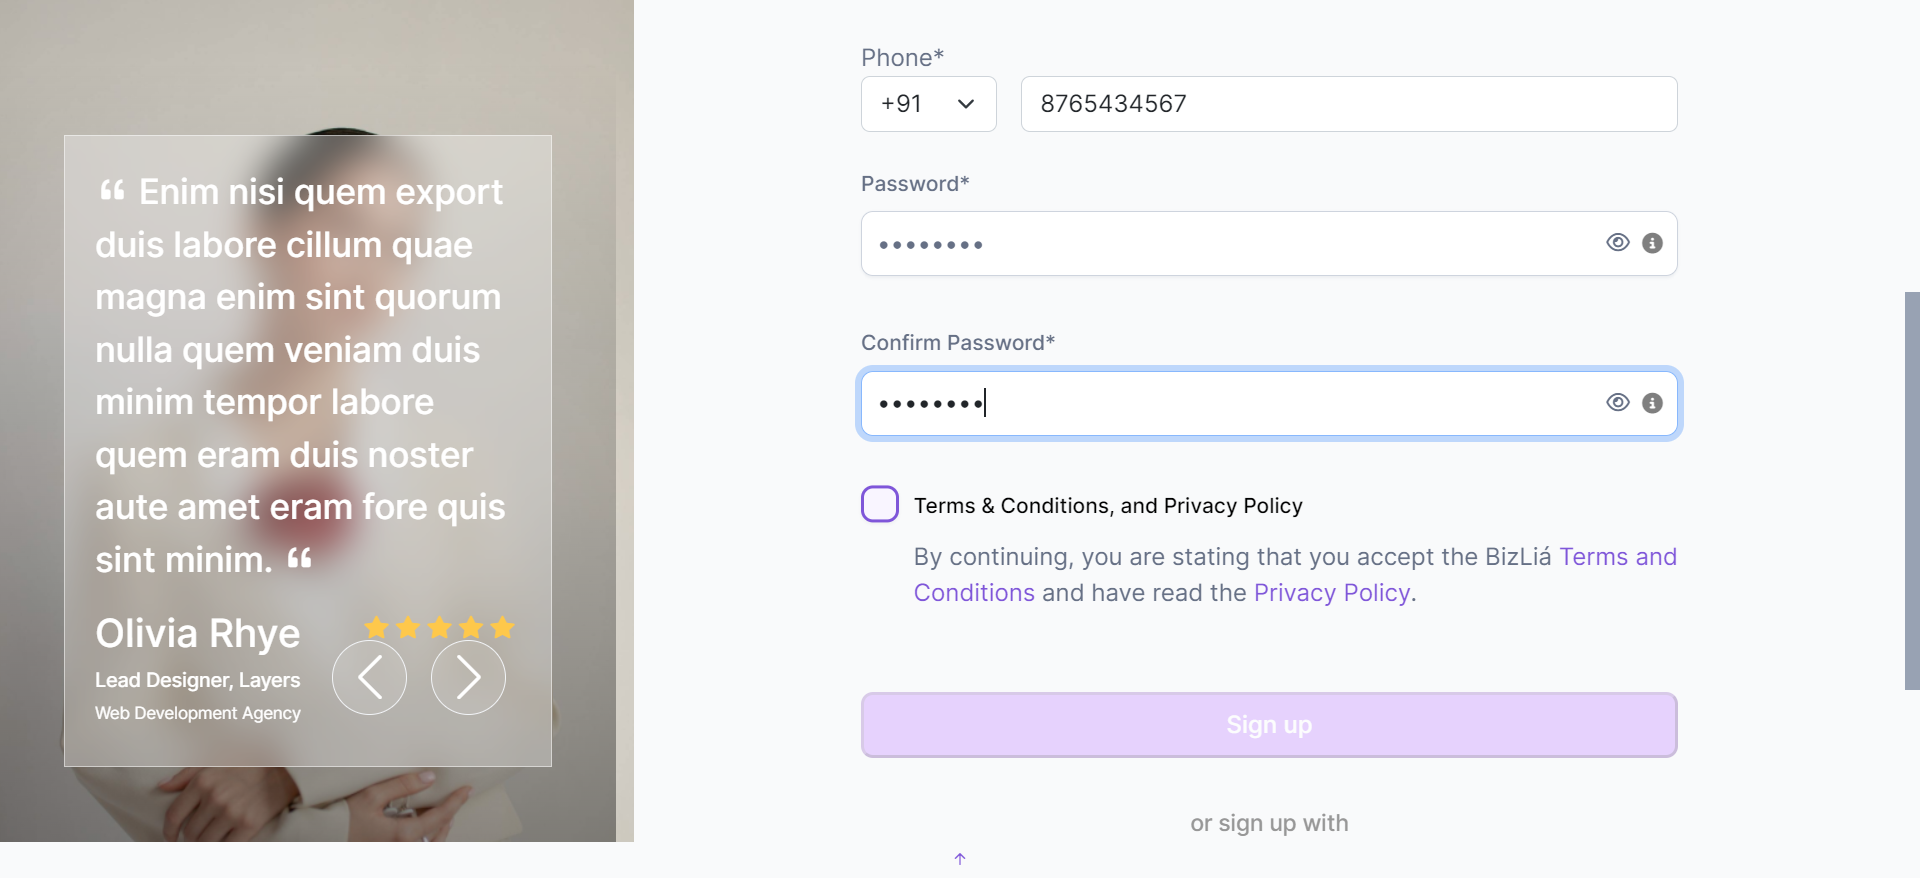 “ Enim nisi quem export
duis labore cillum quae
magna enim sint quorum
nulla quem veniam duis
minim tempor labore
quem eram duis noster
aute amet eram fore quis
sint minim. “
Olivia Rhye
Lead Designer, Layers
Web Development Agency
Phone*
+91
8765434567
Password*
••••••••
Confirm Password*
••••••••
Terms & Conditions, and Privacy Policy
By continuing, you are stating that you accept the BizLiá Terms and
Conditions and have read the Privacy Policy.
Sign up
or sign up with